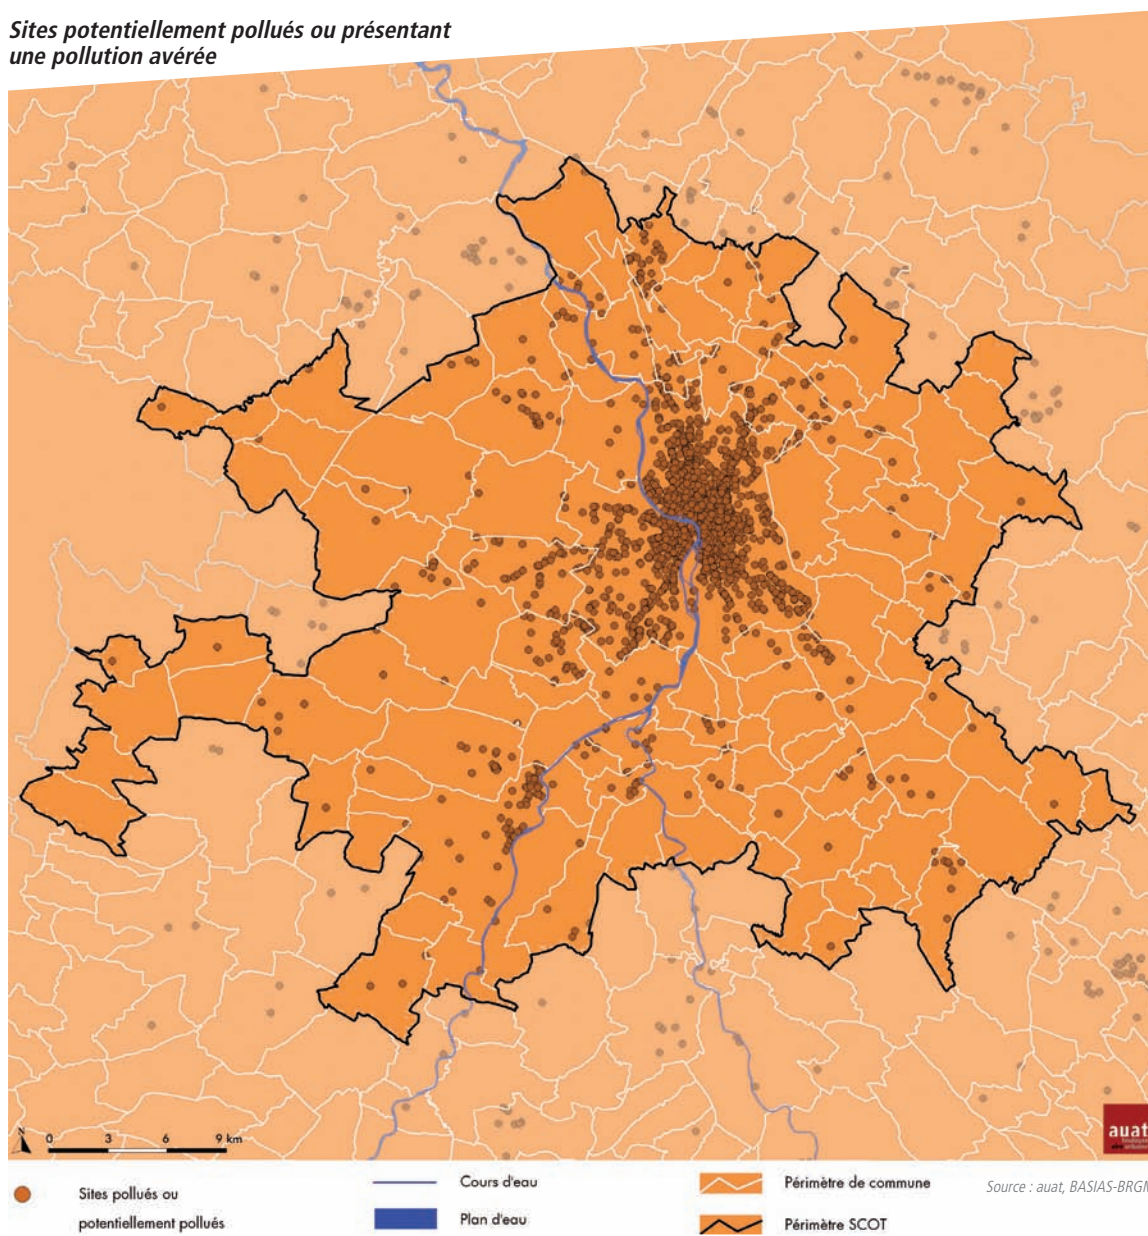 Sites potentiellement pollués ou présentant
une pollution avérée
N
0 3 6 9 km
auat
Sites pollués ou
potentiellement pollués
Cours d'eau
Plan d'eau
Périmètre de commune
Périmètre SCOT
Source : auat, BASIAS-BRGM